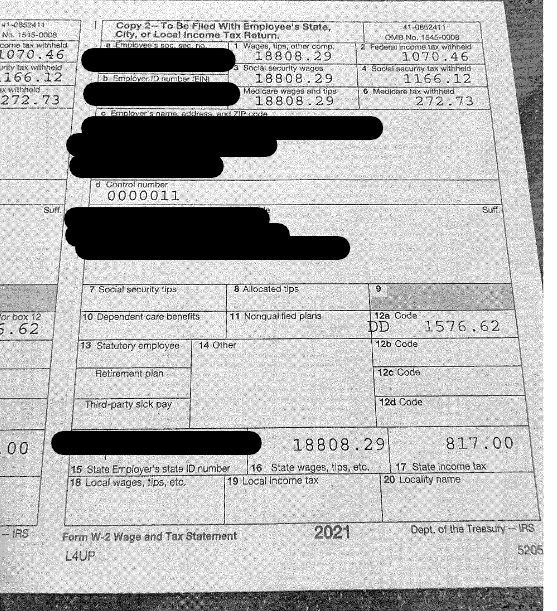 41-0852411
OMB No. 1545-0008
come tax withheld
1070.46
rity tax withheld
1166.12
tax withheld
272.73
Suff.
for box 12
6.62
.00
– IRS
Copy 2–To Be Filed With Employee's State,
City, or Local Income Tax Return.
41-0852411
OMB No. 1545-0008
a Employee's soc. sec. no.
1 Wages, tips, other comp.
18808.29
2 Federal income tax withheld
1070.46
3 Social security wages
18808.29
4 Social security tax withheld
1166.12
b Employer ID number (EIN)
Medicare wages and tips
18808.29
6 Medicare tax withheld
272.73
c Employer's name, address, and ZIP code
d Control number
0000011
Suff.
7 Social security tips
8 Allocated tips
9
10 Dependent care benefits
11 Nonqualified plans
12a Code
DD 1576.62
13 Statutory employee
14 Other
12b Code
Retirement plan
12c Code
Third-party sick pay
12d Code
18808.29
817.00
15 State Employer's state ID number
16 State wages, tips, etc.
17 State income tax
18 Local wages, tips, etc.
19 Local income tax
20 Locality name
Form W-2 Wage and Tax Statement
2021
Dept. of the Treasury – IRS
L4UP
5205